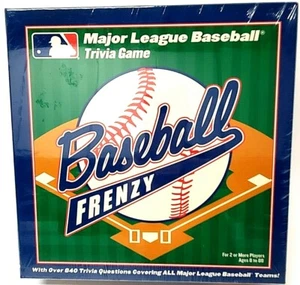 Major League Baseball®
Trivia Game
Baseball
FRENZY
For 2 or More Players
Ages 8 to 88
With Over 840 Trivia Questions Covering ALL Major League Baseball® Teams!